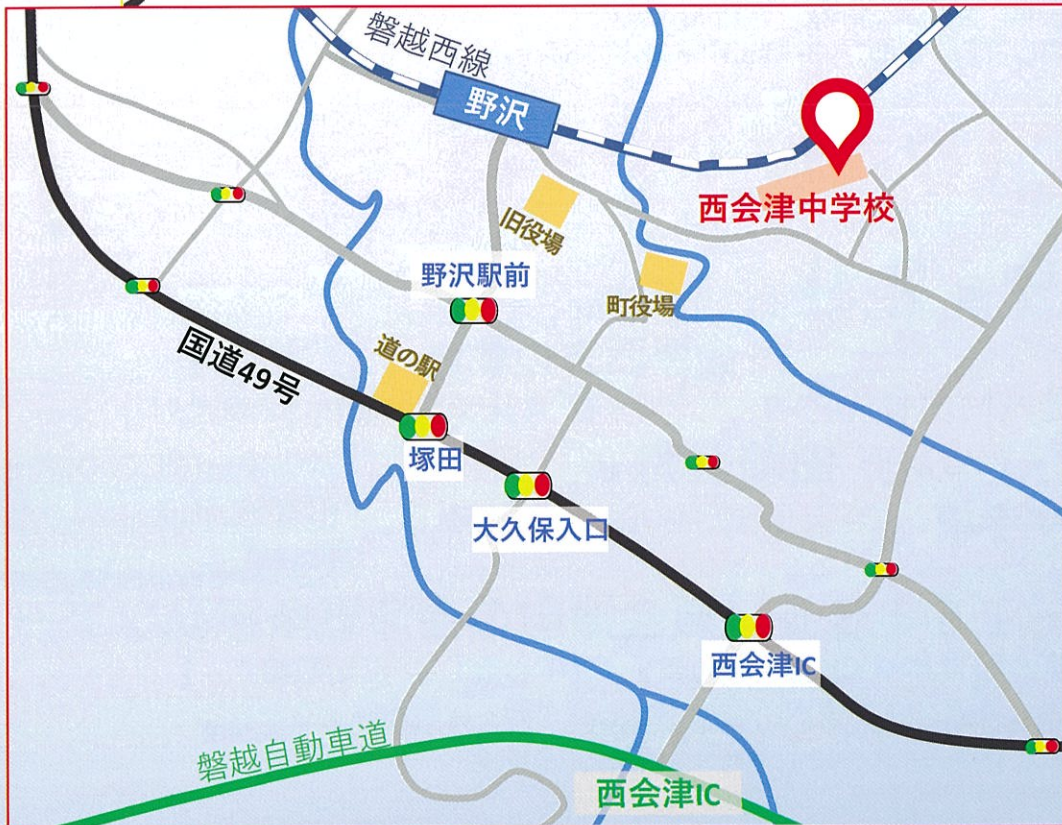 磐越西線
野沢
西会津中学校
旧役場
野沢駅前
町役場
道の駅
国道49号
塚田
大久保入口
西会津IC
磐越自動車道
西会津IC